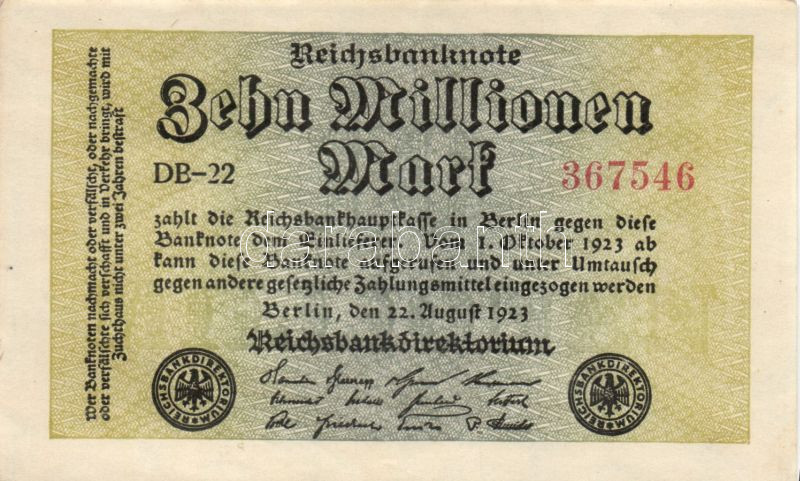 Reichsbanknote
Zehn Millionen
Mark
DB-22
367546
zahlt die Reichsbankhauptkasse in Berlin gegen diese
Banknote dem Einlieferer. Vom 1. Oktober 1923 ab
kann diese Banknote aufgerufen und unter Umtausch
gegen andere gesetzliche Zahlungsmittel eingezogen werden
Berlin, den 22. August 1923
Reichsbankdirektorium
REICHSBANKDIREKTORIUM
REICHSBANKDIREKTORIUM
Wer Banknoten nachmacht oder verfälscht, oder nachgemachte
oder verfälschte sich verschafft und in Verkehr bringt, wird mit
Zuchthaus nicht unter zwei Jahren bestraft
darabanth